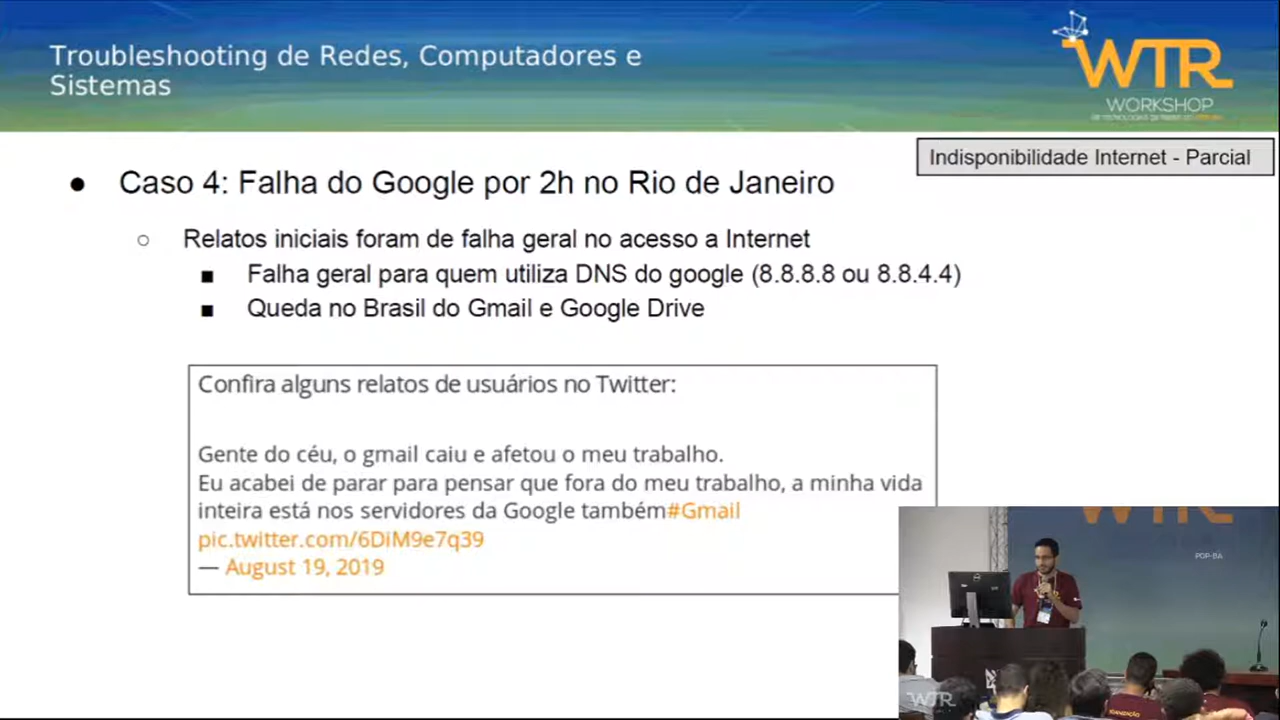 Troubleshooting de Redes, Computadores e
Sistemas
WTR
WORKSHOP
Indisponibilidade Internet - Parcial
● Caso 4: Falha do Google por 2h no Rio de Janeiro
○ Relatos iniciais foram de falha geral no acesso a Internet
■ Falha geral para quem utiliza DNS do google (8.8.8.8 ou 8.8.4.4)
■ Queda no Brasil do Gmail e Google Drive
Confira alguns relatos de usuários no Twitter:
Gente do céu, o gmail caiu e afetou o meu trabalho.
Eu acabei de parar para pensar que fora do meu trabalho, a minha vida
inteira está nos servidores da Google também#Gmail
pic.twitter.com/6DiM9e7q39
— August 19, 2019
WTR
POP-BA
WTR